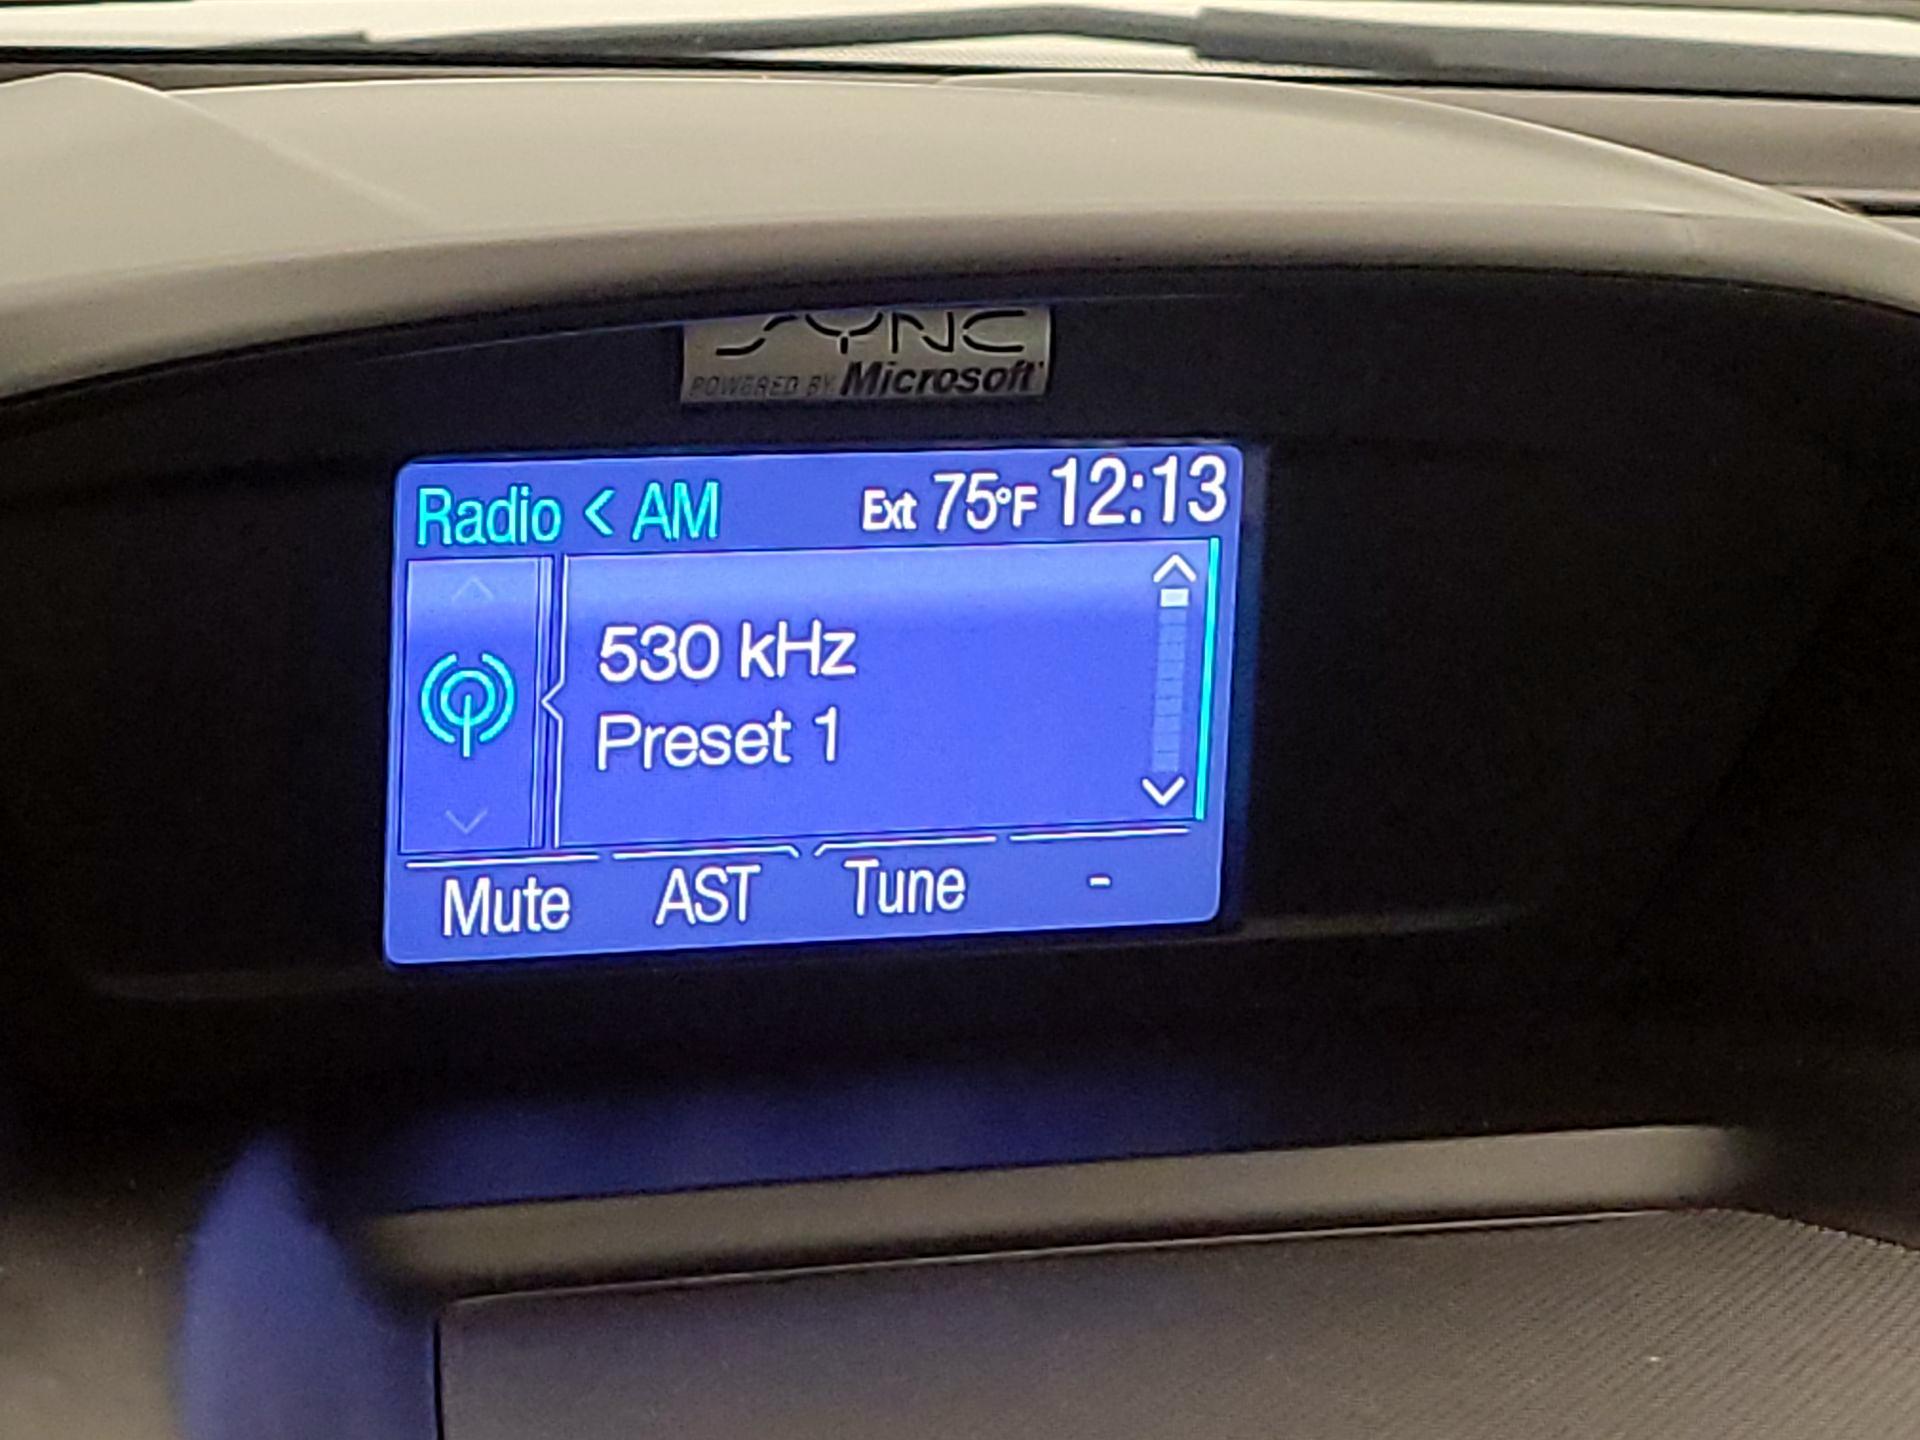 SYNC
POWERED BY Microsoft
Radio < AM Ext 75°F 12:13
530 kHz
Preset 1
Mute AST Tune -